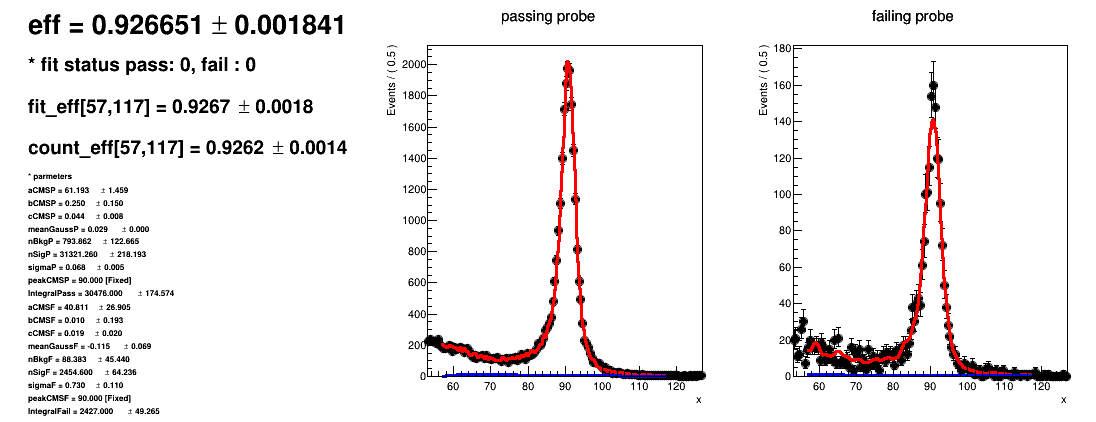 eff = 0.926651 ± 0.001841
* fit status pass: 0, fail : 0
fit_eff[57,117] = 0.9267 ± 0.0018
count_eff[57,117] = 0.9262 ± 0.0014
* parmeters
aCMSP = 61.193 ± 1.459
bCMSP = 0.250 ± 0.150
cCMSP = 0.044 ± 0.008
meanGaussP = 0.029 ± 0.000
nBkgP = 793.862 ± 122.665
nSigP = 31321.260 ± 218.193
sigmaP = 0.068 ± 0.005
peakCMSP = 90.000 [Fixed]
IntegralPass = 30476.000 ± 174.574
aCMSF = 40.811 ± 26.905
bCMSF = 0.010 ± 0.193
cCMSF = 0.019 ± 0.020
meanGaussF = -0.115 ± 0.069
nBkgF = 88.383 ± 45.440
nSigF = 2454.600 ± 64.236
sigmaF = 0.730 ± 0.110
peakCMSF = 90.000 [Fixed]
IntegralFail = 2427.000 ± 49.265
passing probe
Events / ( 0.5 )
2000
1800
1600
1400
1200
1000
800
600
400
200
0
60 70 80 90 100 110 120
x
failing probe
Events / ( 0.5 )
180
160
140
120
100
80
60
40
20
0
60 70 80 90 100 110 120
x